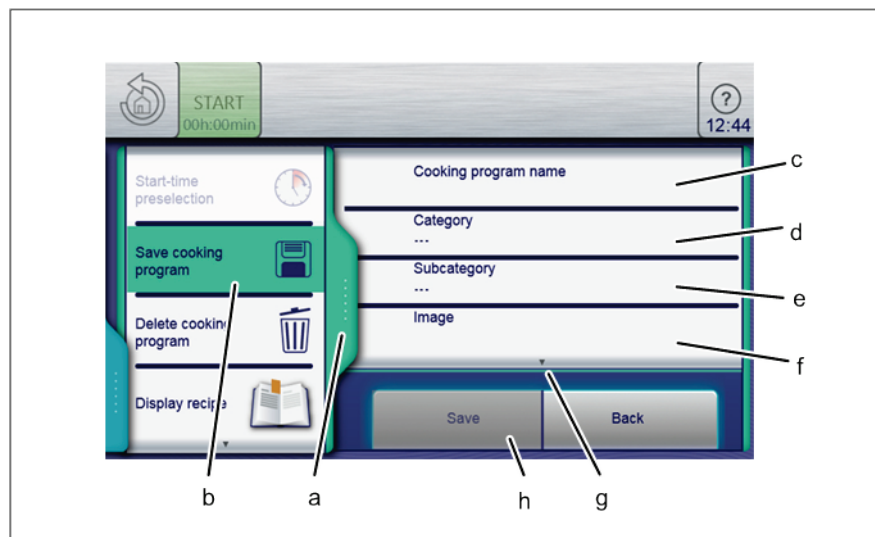 START
00h:00min
?
12:44
Start-time
preselection
Save cooking
program
Delete cooking
program
Display recipe
Cooking program name
Category
---
Subcategory
---
Image
Save
Back
a
b
c
d
e
f
g
h